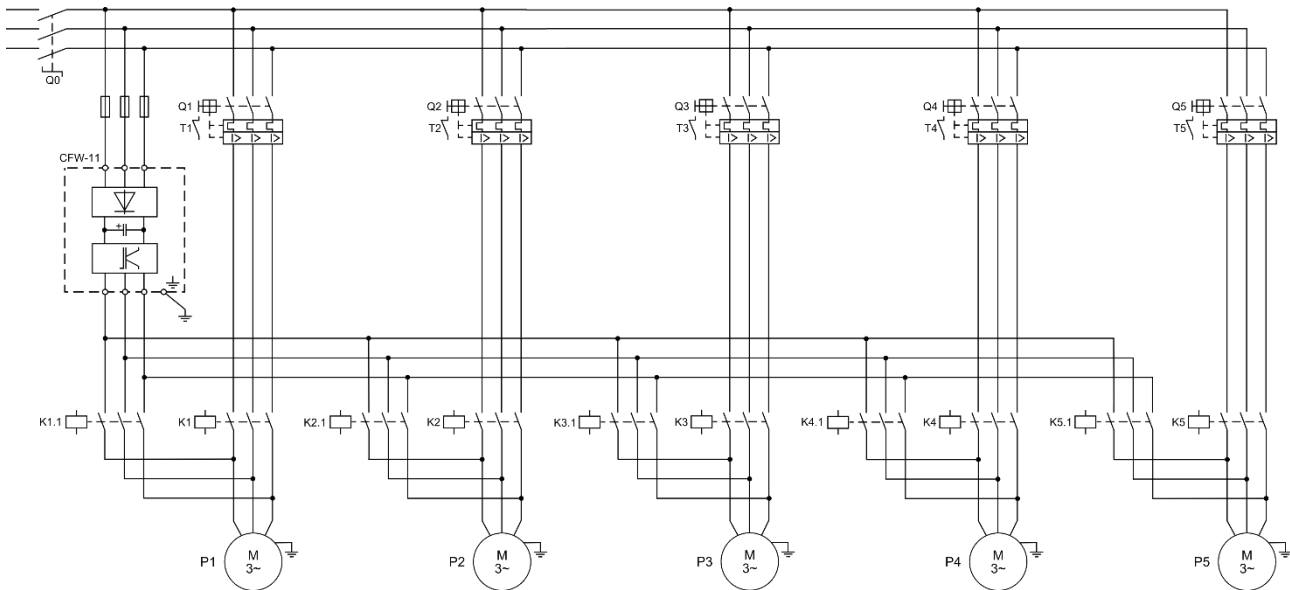 Q0
Q1 Q2 Q3 Q4 Q5
T1 T2 T3 T4 T5
CFW-11
+
K1.1 K1 K2.1 K2 K3.1 K3 K4.1 K4 K5.1 K5
P1 M 3~ P2 M 3~ P3 M 3~ P4 M 3~ P5 M 3~